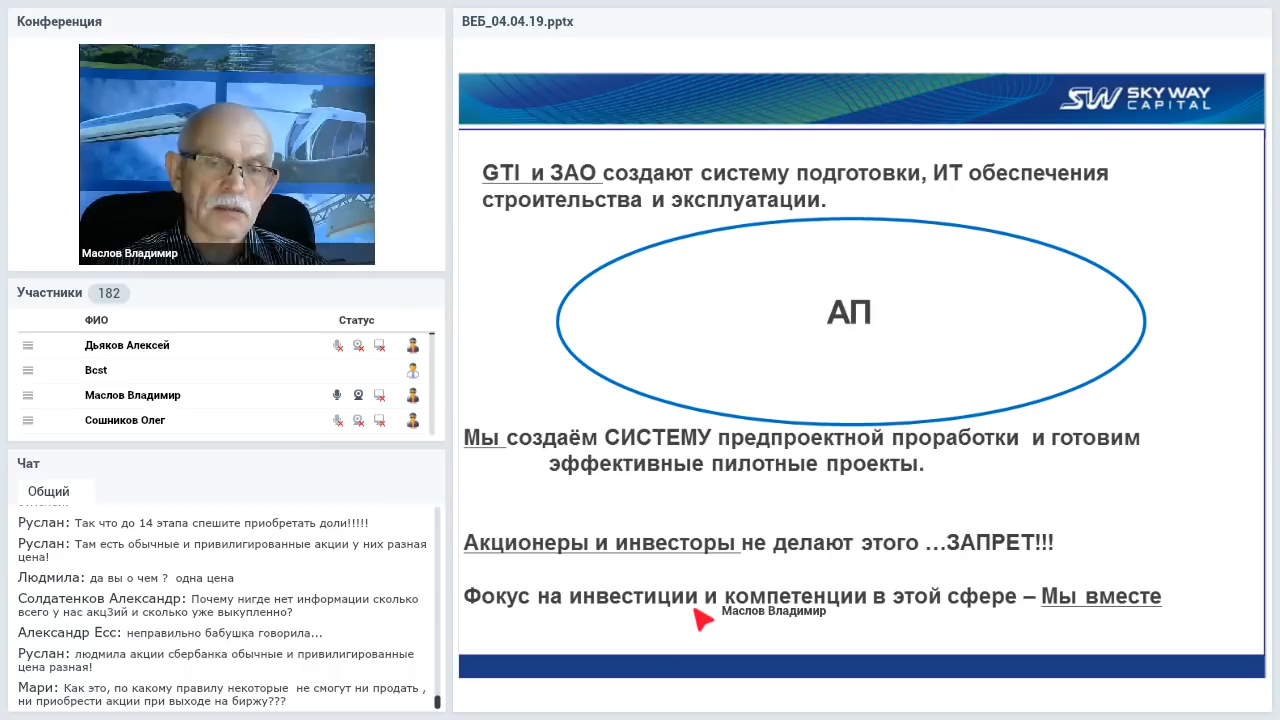 Конференция
Маслов Владимир
Участники 182
ФИО Статус
Дьяков Алексей
Bcst
Маслов Владимир
Сошников Олег
Чат
Общий
Руслан: Так что до 14 этапа спешите приобретать доли!!!!!
Руслан: Там есть обычные и привилигированные акции у них разная
цена!
Людмила: да вы о чем ? одна цена
Солдатенков Александр: Почему нигде нет информации сколько
всего у нас акцЗий и сколько уже выкупленно?
Александр Есс: неправильно бабушка говорила...
Руслан: людмила акции сбербанка обычные и привилигированные
цена разная!
Мари: Как это, по какому правилу некоторые не смогут ни продать ,
ни приобрести акции при выходе на биржу???
ВЕБ_04.04.19.pptx
SW SKY WAY
CAPITAL
GTI и ЗАО создают систему подготовки, ИТ обеспечения
строительства и эксплуатации.
АП
Мы создаём СИСТЕМУ предпроектной проработки и готовим
эффективные пилотные проекты.
Акционеры и инвесторы не делают этого ...ЗАПРЕТ!!!
Фокус на инвестиции и компетенции в этой сфере – Мы вместе
Маслов Владимир